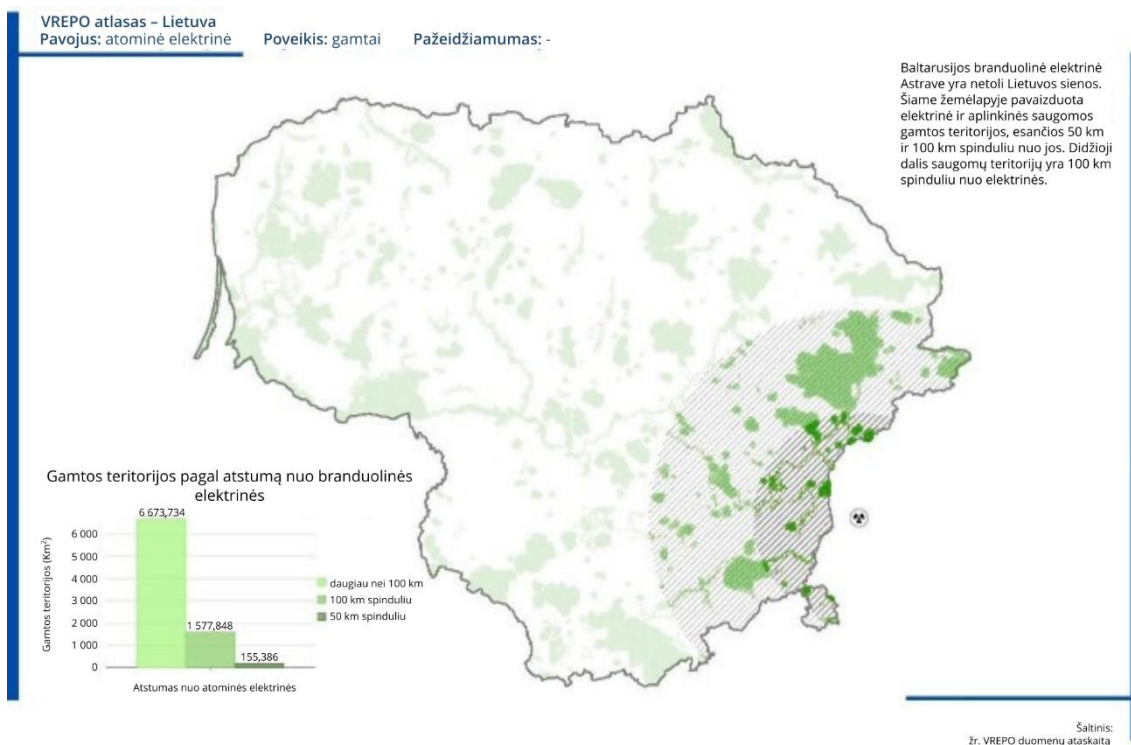 VREPO atlasas – Lietuva
Pavojus: atominė elektrinė Poveikis: gamtai Pažeidžiamumas: -
Baltarusijos branduolinė elektrinė
Astrave yra netoli Lietuvos sienos.
Šiame žemėlapyje pavaizduota
elektrinė ir aplinkinės saugomos
gamtos teritorijos, esančios 50 km
ir 100 km spinduliu nuo jos. Didžioji
dalis saugomų teritorijų yra 100 km
spinduliu nuo elektrinės.
Gamtos teritorijos pagal atstumą nuo branduolinės
elektrinės
Gamtos teritorijos (Km²)
6 000
5 000
4 000
3 000
2 000
1 000
0
6 673,734
1 577,848
155,386
daugiau nei 100 km
100 km spinduliu
50 km spinduliu
Atstumas nuo atominės elektrinės
Šaltinis:
žr. VREPO duomenų ataskaitą